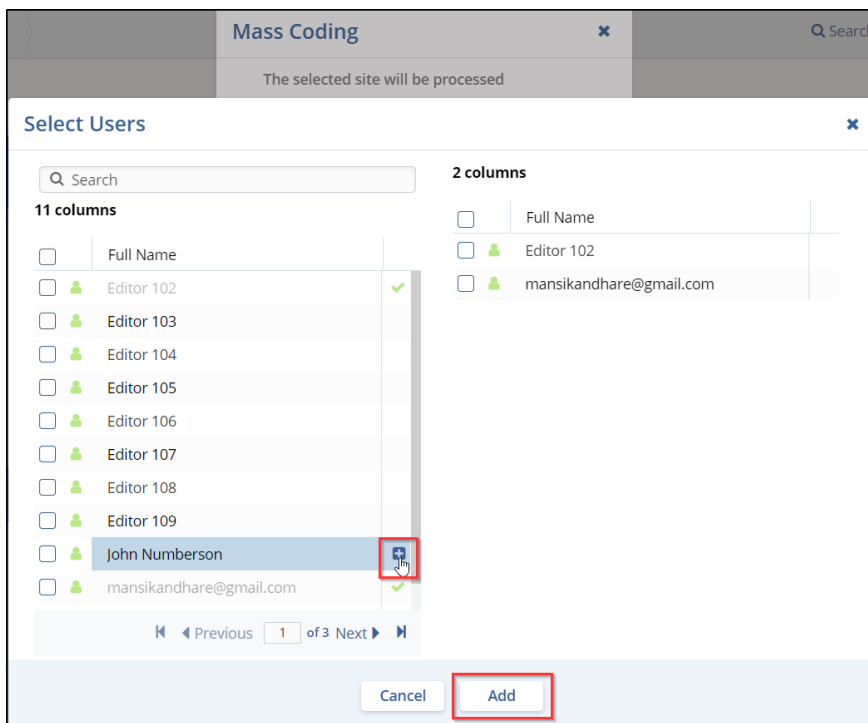 Mass Coding
Search
The selected site will be processed
Select Users
Search
11 columns
Full Name
Editor 102
Editor 103
Editor 104
Editor 105
Editor 106
Editor 107
Editor 108
Editor 109
John Numberson
mansikandhare@gmail.com
Previous 1 of 3 Next
2 columns
Full Name
Editor 102
mansikandhare@gmail.com
Cancel Add